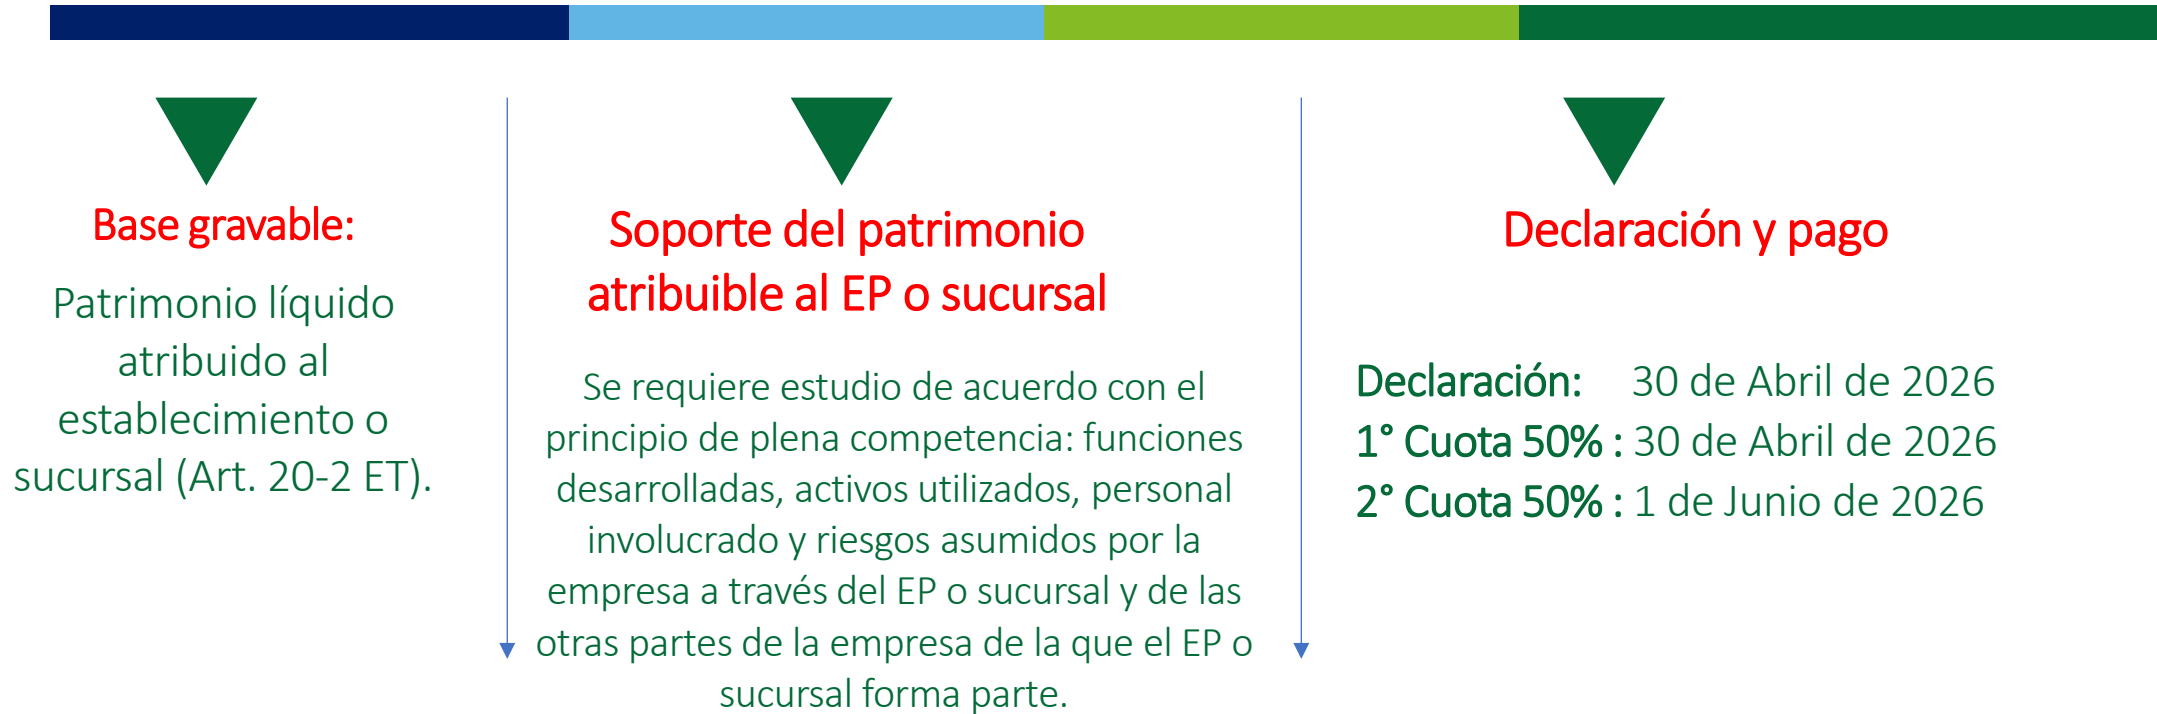 Base gravable:
Patrimonio líquido
atribuido al
establecimiento o
sucursal (Art. 20-2 ET).
Soporte del patrimonio
atribuible al EP o sucursal
Se requiere estudio de acuerdo con el
principio de plena competencia: funciones
desarrolladas, activos utilizados, personal
involucrado y riesgos asumidos por la
empresa a través del EP o sucursal y de las
otras partes de la empresa de la que el EP o
sucursal forma parte.
Declaración y pago
Declaración: 30 de Abril de 2026
1° Cuota 50% : 30 de Abril de 2026
2° Cuota 50% : 1 de Junio de 2026